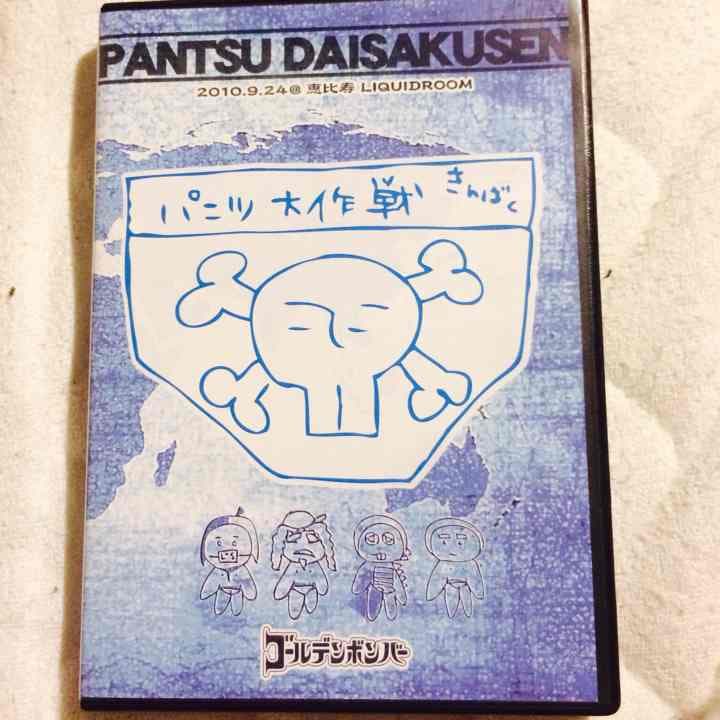 PANTSU DAISAKUSEN
2010.9.24@ 恵比寿 LIQUIDROOM
パンツ 大作戦 きんばく
ゴールデンボンバー